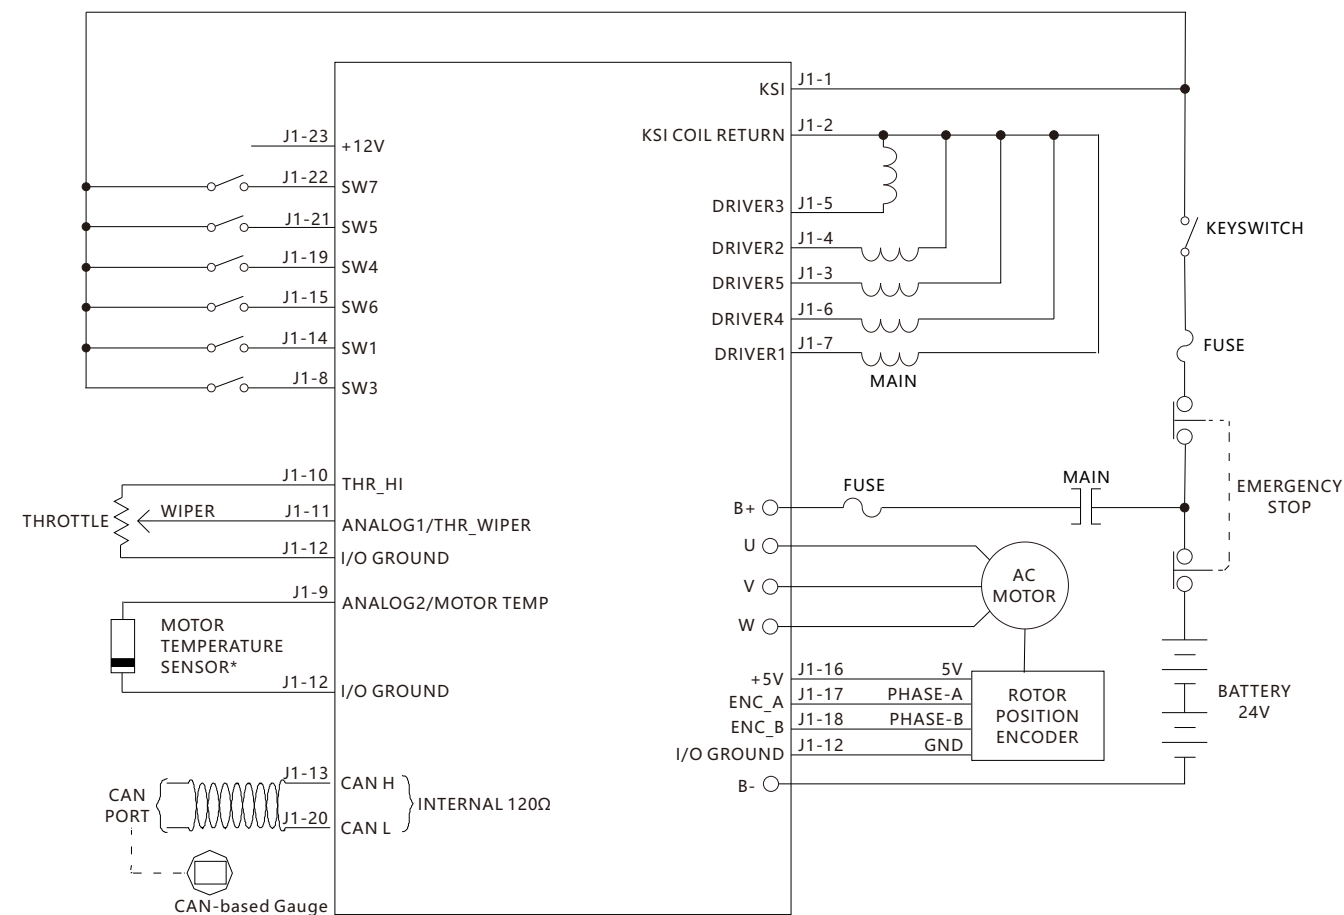 KSI
J1-1
KSI COIL RETURN
J1-2
J1-23
+12V
J1-22
SW7
J1-21
SW5
J1-19
SW4
J1-15
SW6
J1-14
SW1
J1-8
SW3
DRIVER3
J1-5
DRIVER2
J1-4
DRIVER5
J1-3
DRIVER4
J1-6
DRIVER1
J1-7
MAIN
KEYSWITCH
FUSE
J1-10
THR_HI
THROTTLE
WIPER
J1-11
ANALOG1/THR_WIPER
J1-12
I/O GROUND
J1-9
ANALOG2/MOTOR TEMP
MOTOR
TEMPERATURE
SENSOR*
J1-12
I/O GROUND
B+
FUSE
MAIN
EMERGENCY
STOP
U
V
W
AC
MOTOR
+5V
J1-16
5V
ENC_A
J1-17
PHASE-A
ENC_B
J1-18
PHASE-B
I/O GROUND
J1-12
GND
ROTOR
POSITION
ENCODER
BATTERY
24V
B-
CAN
PORT
J1-13
CAN H
J1-20
CAN L
INTERNAL 120Ω
CAN-based Gauge